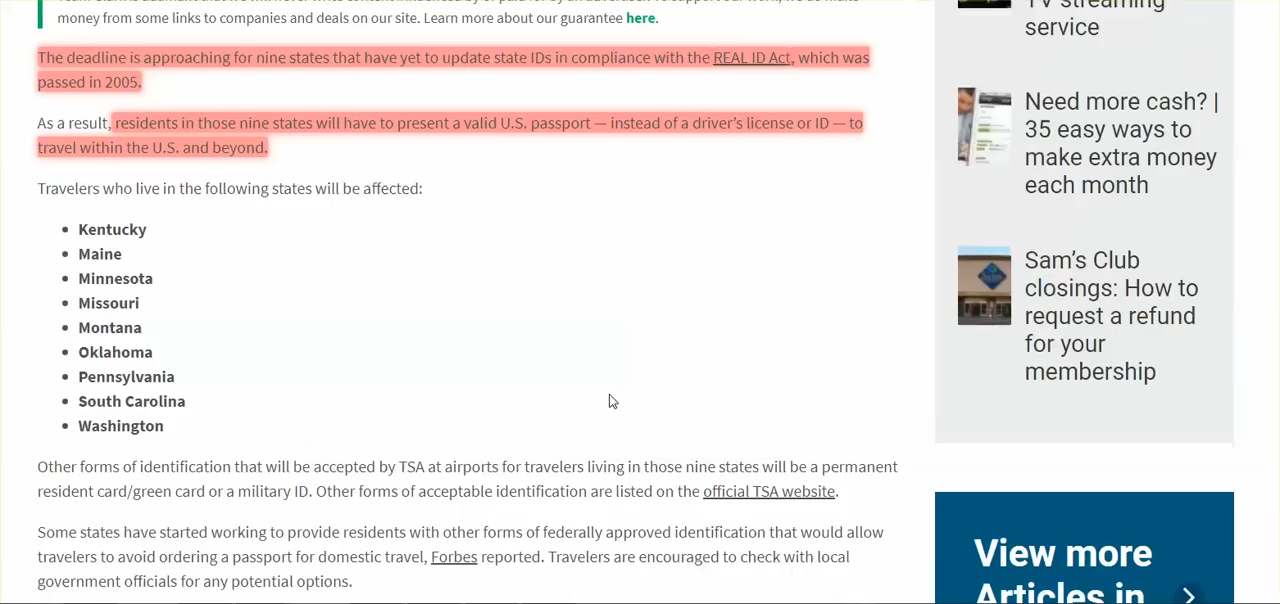 money from some links to companies and deals on our site. Learn more about our guarantee here.
The deadline is approaching for nine states that have yet to update state IDs in compliance with the REAL ID Act, which was
passed in 2005.
As a result, residents in those nine states will have to present a valid U.S. passport — instead of a driver's license or ID — to
travel within the U.S. and beyond.
Travelers who live in the following states will be affected:
• Kentucky
• Maine
• Minnesota
• Missouri
• Montana
• Oklahoma
• Pennsylvania
• South Carolina
• Washington
Other forms of identification that will be accepted by TSA at airports for travelers living in those nine states will be a permanent
resident card/green card or a military ID. Other forms of acceptable identification are listed on the official TSA website.
Some states have started working to provide residents with other forms of federally approved identification that would allow
travelers to avoid ordering a passport for domestic travel, Forbes reported. Travelers are encouraged to check with local
government officials for any potential options.
TV streaming
service
Need more cash? |
35 easy ways to
make extra money
each month
Sam's Club
closings: How to
request a refund
for your
membership
View more
Articles in